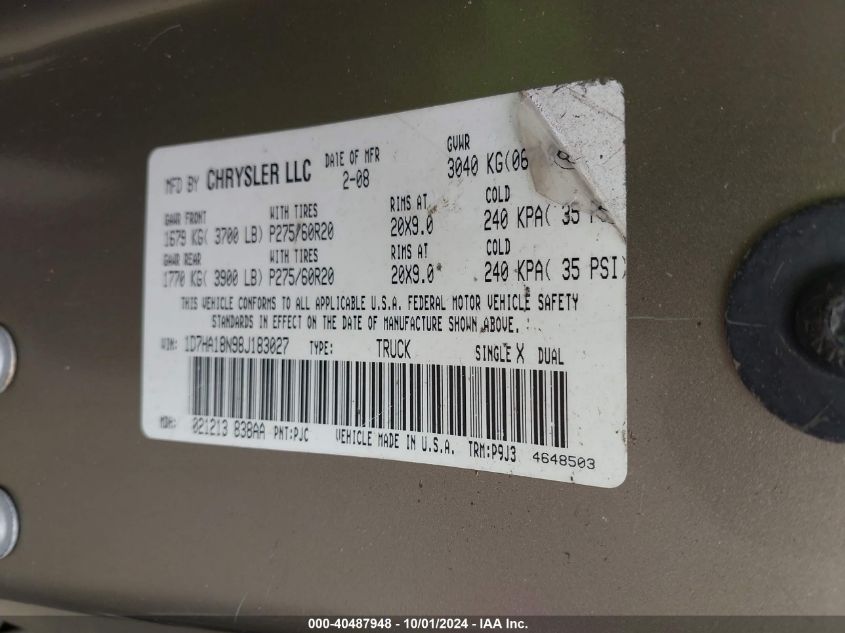 MFD BY CHRYSLER LLC DATE OF MFR GVWR
2-08 3040 KG(06
GAWR FRONT WITH TIRES RIMS AT COLD
1679 KG( 3700 LB) P275/60R20 20X9.0 240 KPA( 35 PS
GAWR REAR WITH TIRES RIMS AT COLD
1770 KG( 3900 LB) P275/60R20 20X9.0 240 KPA( 35 PSI)
THIS VEHICLE CONFORMS TO ALL APPLICABLE U.S.A. FEDERAL MOTOR VEHICLE SAFETY
STANDARDS IN EFFECT ON THE DATE OF MANUFACTURE SHOWN ABOVE.
VIN: 1D7HA18N98J183027 TYPE: TRUCK SINGLE X DUAL
MDH: 021213 838AA PNT:PJC VEHICLE MADE IN U.S.A. TRM:P9J3 4648503
000-40487948 - 10/01/2024 - IAA Inc.